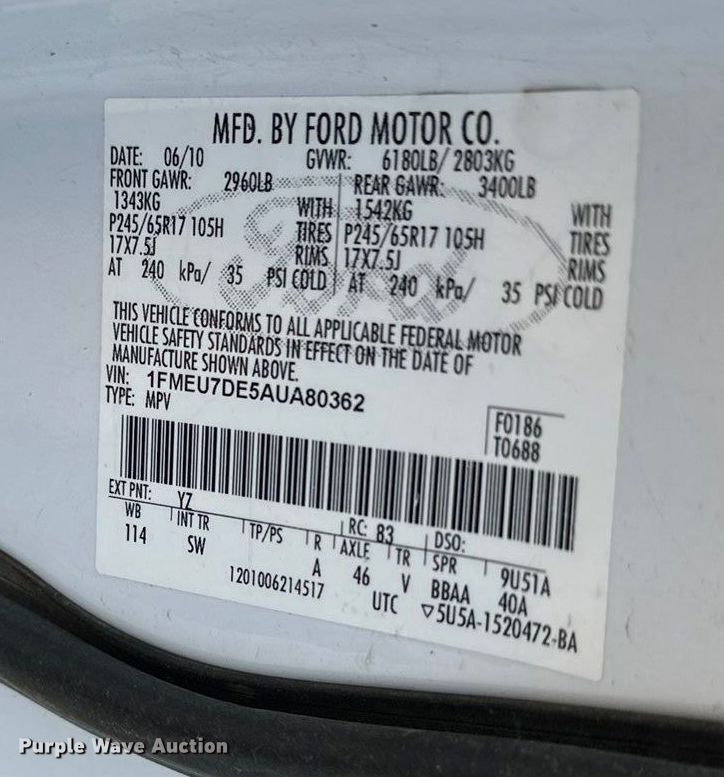 MFD. BY FORD MOTOR CO.
DATE: 06/10 GVWR: 6180LB/ 2803KG
FRONT GAWR: 2960LB REAR GAWR: 3400LB
1343KG WITH 1542KG WITH
P245/65R17 105H TIRES P245/65R17 105H TIRES
17X7.5J RIMS 17X7.5J RIMS
AT 240 kPa/ 35 PSI COLD AT 240 kPa/ 35 PSI COLD
Ford
THIS VEHICLE CONFORMS TO ALL APPLICABLE FEDERAL MOTOR
VEHICLE SAFETY STANDARDS IN EFFECT ON THE DATE OF
MANUFACTURE SHOWN ABOVE.
VIN: 1FMEU7DE5AUA80362
TYPE: MPV
F0186
T0688
EXT PNT: YZ RC: 83 DSO:
WB INT TR TP/PS R AXLE TR SPR 9U51A
114 SW A 46 V BBAA 40A
1201006214517 UTC ▽5U5A-1520472-BA
Purple Wave Auction